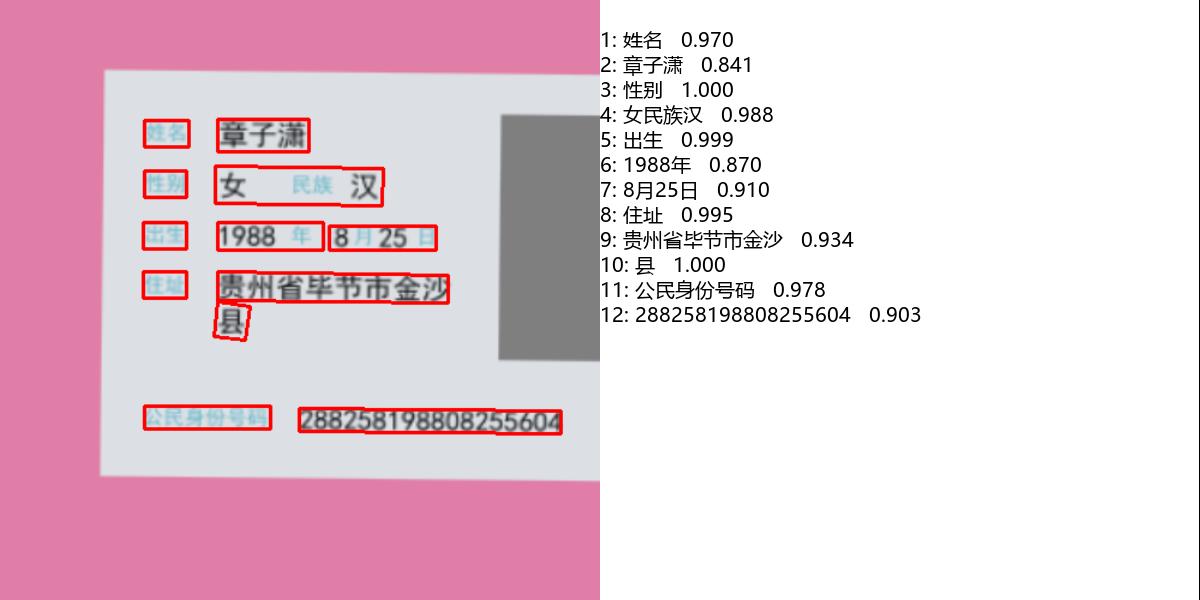 姓名 章子潇
性别 女 民族 汉
出生 1988 年 8 月 25 日
住址 贵州省毕节市金沙
县
公民身份号码 288258198808255604
1: 姓名 0.970
2: 章子潇 0.841
3: 性别 1.000
4: 女民族汉 0.988
5: 出生 0.999
6: 1988年 0.870
7: 8月25日 0.910
8: 住址 0.995
9: 贵州省毕节市金沙 0.934
10: 县 1.000
11: 公民身份号码 0.978
12: 288258198808255604 0.903